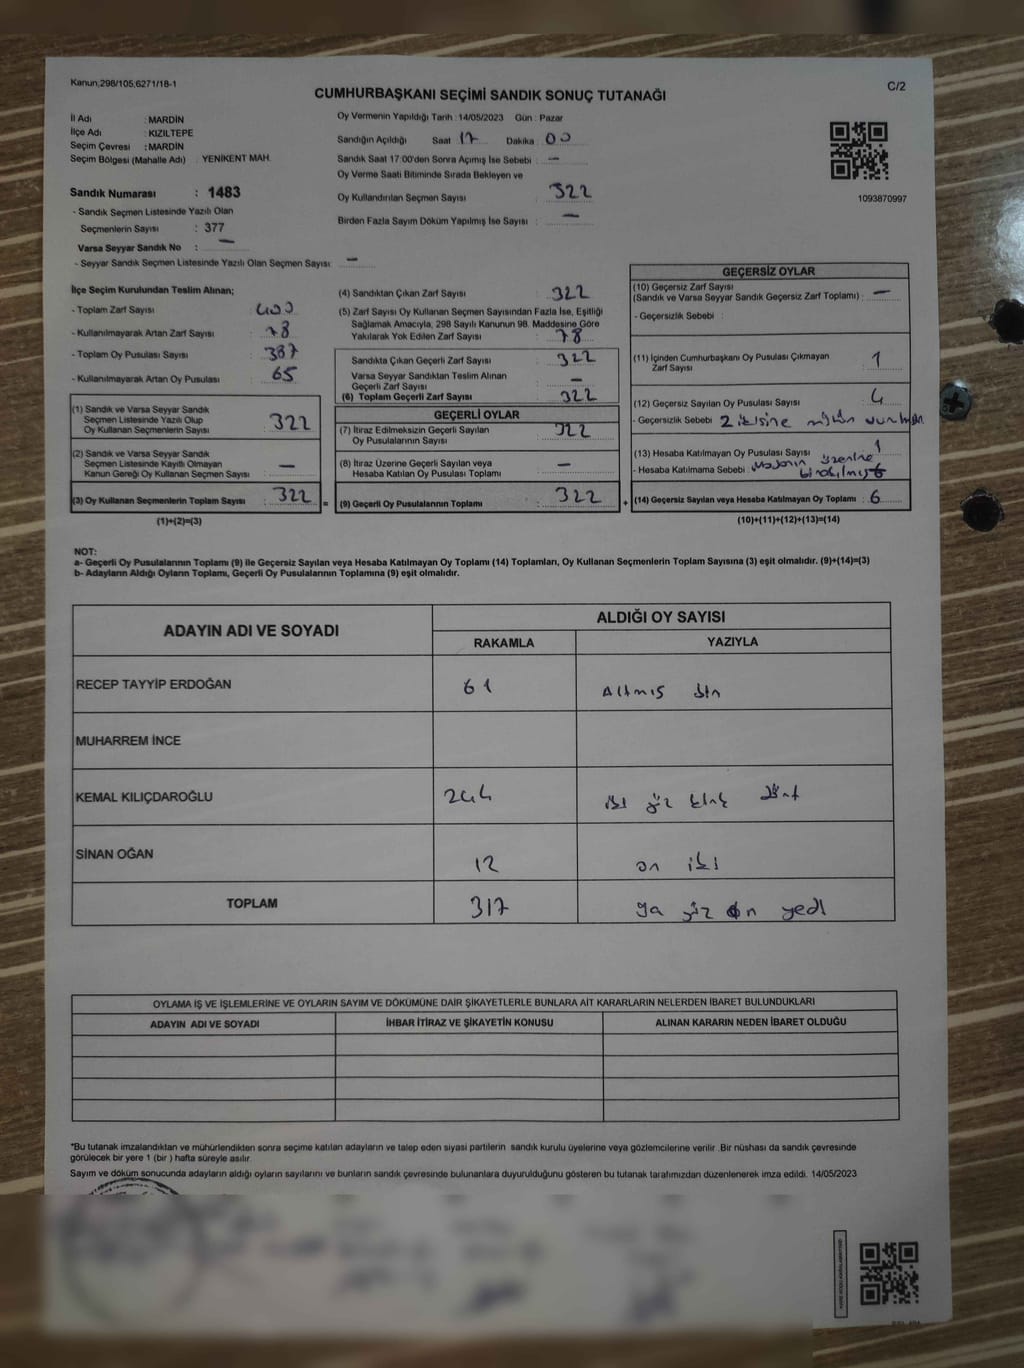 Kanun,298/105,6271/18-1
C/2
CUMHURBAŞKANI SEÇİMİ SANDIK SONUÇ TUTANAĞI
İl Adı : MARDİN
İlçe Adı : KIZILTEPE
Seçim Çevresi : MARDİN
Seçim Bölgesi (Mahalle Adı) : YENİKENT MAH.
Sandık Numarası : 1483
- Sandık Seçmen Listesinde Yazılı Olan
Seçmenlerin Sayısı : 377
Varsa Seyyar Sandık No : —
- Seyyar Sandık Seçmen Listesinde Yazılı Olan Seçmen Sayısı: —
Oy Vermenin Yapıldığı Tarih : 14/05/2023 Gün : Pazar
Sandığın Açıldığı Saat 17 Dakika : 00
Sandık Saat 17:00'den Sonra Açımış İse Sebebi : —
Oy Verme Saati Bitiminde Sırada Bekleyen ve
Oy Kullandırılan Seçmen Sayısı : 322
Birden Fazla Sayım Döküm Yapılmış İse Sayısı : —
1093870997
İlçe Seçim Kurulundan Teslim Alınan;
- Toplam Zarf Sayısı : 400
- Kullanılmayarak Artan Zarf Sayısı : 78
- Toplam Oy Pusulası Sayısı : 387
- Kullanılmayarak Artan Oy Pusulası : 65
(1) Sandık ve Varsa Seyyar Sandık
Seçmen Listesinde Yazılı Olup
Oy Kullanan Seçmenlerin Sayısı : 322
(2) Sandık ve Varsa Seyyar Sandık
Seçmen Listesinde Kayıtlı Olmayan
Kanun Gereği Oy Kullanan Seçmen Sayısı : —
(3) Oy Kullanan Seçmenlerin Toplam Sayısı : 322 =
(1)+(2)=(3)
(4) Sandıktan Çıkan Zarf Sayısı : 322
(5) Zarf Sayısı Oy Kullanan Seçmen Sayısından Fazla İse, Eşitliği
Sağlamak Amacıyla, 298 Sayılı Kanunun 98. Maddesine Göre
Yakılarak Yok Edilen Zarf Sayısı : 78
Sandıkta Çıkan Geçerli Zarf Sayısı : 322
Varsa Seyyar Sandıktan Teslim Alınan
Geçerli Zarf Sayısı : —
(6) Toplam Geçerli Zarf Sayısı : 322
GEÇERLİ OYLAR
(7) İtiraz Edilmeksizin Geçerli Sayılan
Oy Pusulalarının Sayısı : 322
(8) İtiraz Üzerine Geçerli Sayılan veya
Hesaba Katılan Oy Pusulası Toplamı : —
(9) Geçerli Oy Pusulalarının Toplamı : 322 +
GEÇERSİZ OYLAR
(10) Geçersiz Zarf Sayısı
(Sandık ve Varsa Seyyar Sandık Geçersiz Zarf Toplamı) : —
- Geçersizlik Sebebi :
(11) İçinden Cumhurbaşkanı Oy Pusulası Çıkmayan
Zarf Sayısı : 1
(12) Geçersiz Sayılan Oy Pusulası Sayısı : 4
- Geçersizlik Sebebi : 2 ikisine mühür
(13) Hesaba Katılmayan Oy Pusulası Sayısı : 1
- Hesaba Katılmama Sebebi : üzerine
(14) Geçersiz Sayılan veya Hesaba Katılmayan Oy Toplamı : 6
(10)+(11)+(12)+(13)=(14)
NOT:
a- Geçerli Oy Pusulalarının Toplamı (9) ile Geçersiz Sayılan veya Hesaba Katılmayan Oy Toplamı (14) Toplamları, Oy Kullanan Seçmenlerin Toplam Sayısına (3) eşit olmalıdır. (9)+(14)=(3)
b- Adayların Aldığı Oyların Toplamı, Geçerli Oy Pusulalarının Toplamına (9) eşit olmalıdır.
ADAYIN ADI VE SOYADI
ALDIĞI OY SAYISI
RAKAMLA YAZIYLA
RECEP TAYYİP ERDOĞAN 61 Altmış bir
MUHARREM İNCE
KEMAL KILIÇDAROĞLU 244 iki yüz kırk dört
SİNAN OĞAN 12 on iki
TOPLAM 317 yüz on yedi
OYLAMA İŞ VE İŞLEMLERİNE VE OYLARIN SAYIM VE DÖKÜMÜNE DAİR ŞİKAYETLERLE BUNLARA AİT KARARLARIN NELERDEN İBARET BULUNDUKLARI
ADAYIN ADI VE SOYADI İHBAR İTİRAZ VE ŞİKAYETİN KONUSU ALINAN KARARIN NEDEN İBARET OLDUĞU
*Bu tutanak imzalandıktan ve mühürlendikten sonra seçime katılan adayların ve talep eden siyasi partilerin sandık kurulu üyelerine veya gözlemcilerine verilir .Bir nüshası da sandık çevresinde
görülecek bir yere 1 (bir ) hafta süreyle asılır.
Sayım ve döküm sonucunda adayların aldığı oyların sayılarını ve bunların sandık çevresinde bulunanlara duyurulduğunu gösteren bu tutanak tarafımızdan düzenlenerek imza edildi. 14/05/2023